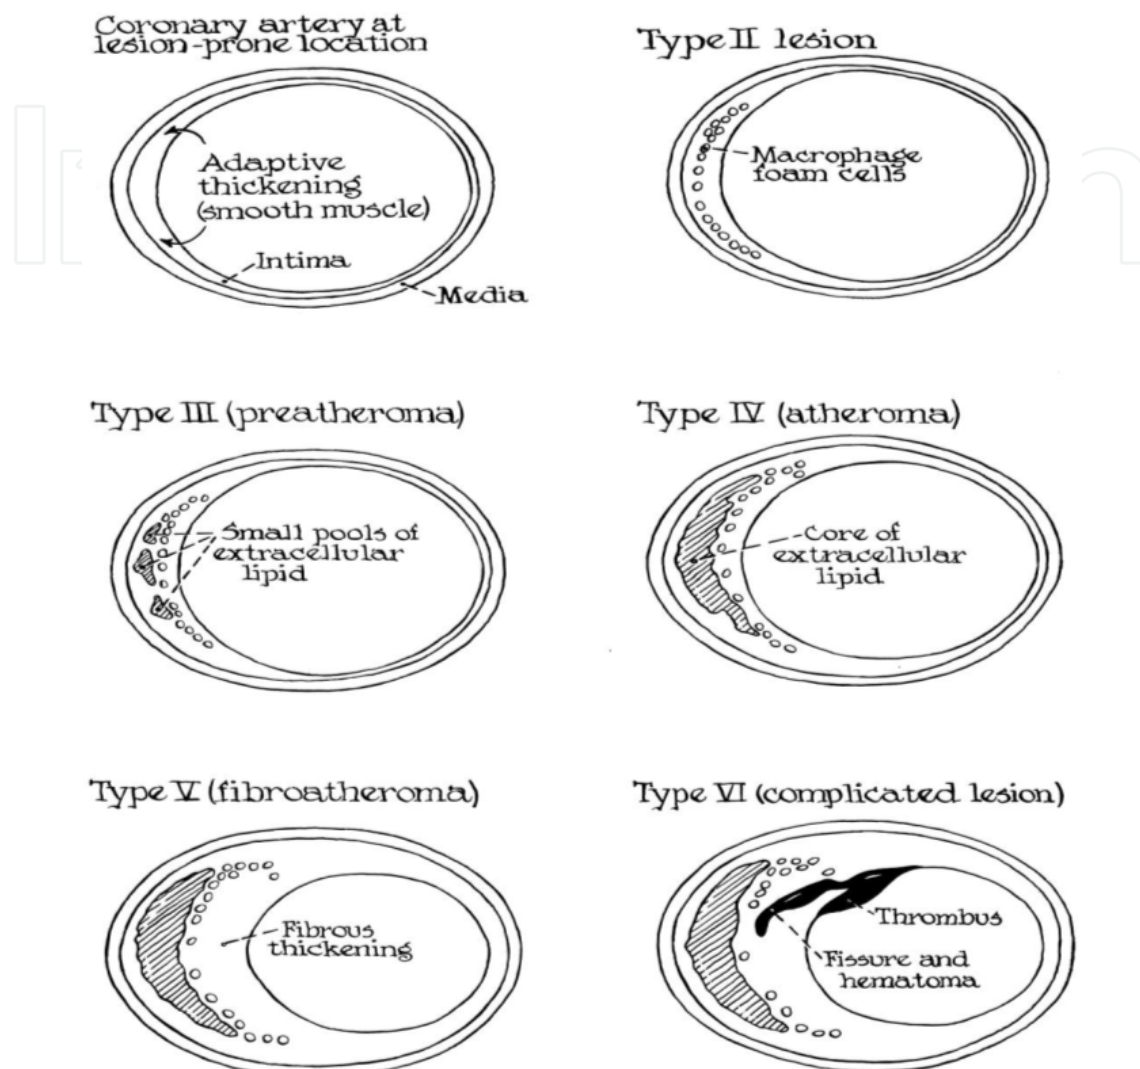 Coronary artery at
lesion-prone location
Adaptive
thickening
(smooth muscle)
Intima
Media
Type II lesion
Macrophage
foam cells
Type III (preatheroma)
Small pools of
extracellular
lipid
Type IV (atheroma)
Core of
extracellular
lipid
Type V (fibroatheroma)
Fibrous
thickening
Type VI (complicated lesion)
Thrombus
Fissure and
hematoma